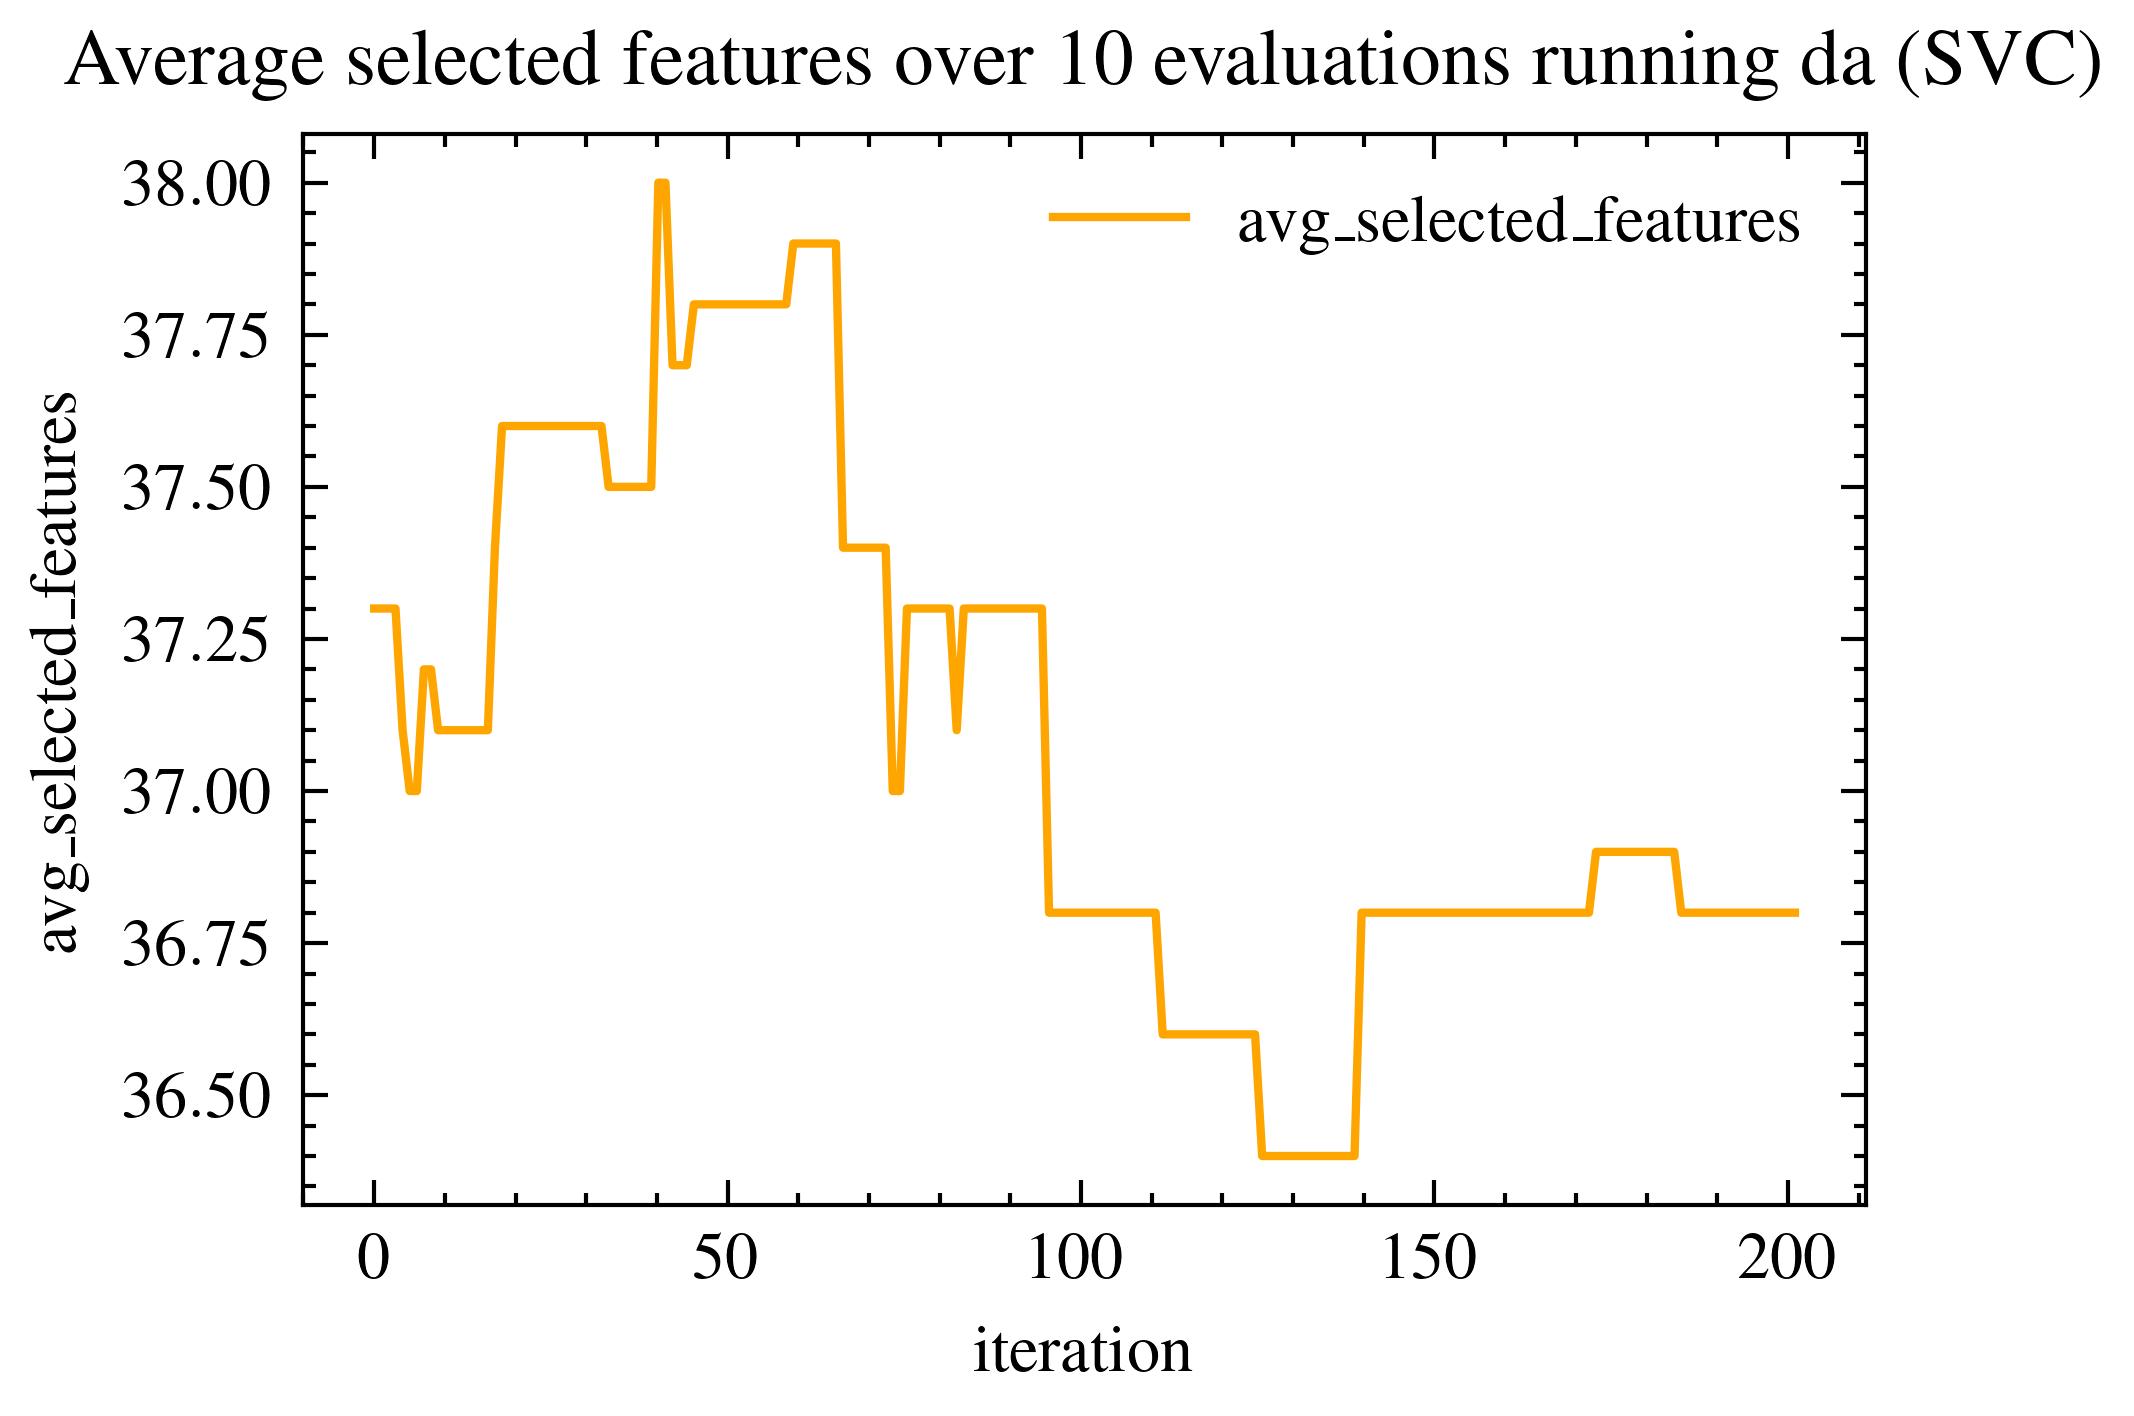 Average selected features over 10 evaluations running da (SVC)
avg_selected_features
38.00
37.75
37.50
37.25
37.00
36.75
36.50
avg_selected_features
0 50 100 150 200
iteration